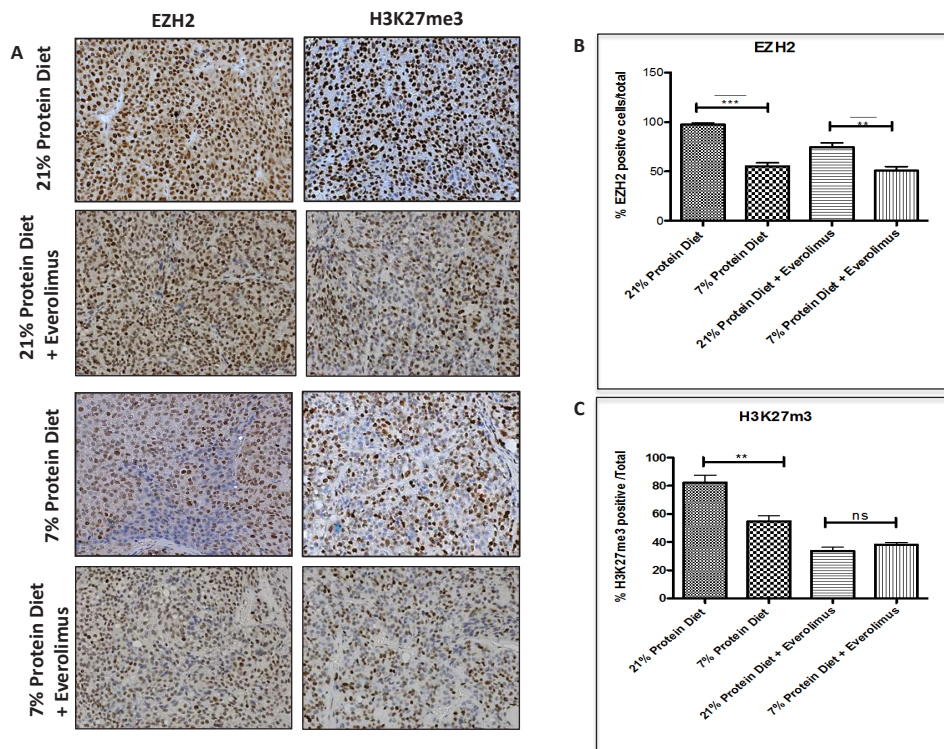 EZH2
H3K27me3
A
21% Protein Diet
21% Protein Diet
+ Everolimus
7% Protein Diet
7% Protein Diet
+ Everolimus
B
EZH2
% EZH2 positve cells/total
150
100
50
0
***
**
21% Protein Diet
7% Protein Diet
21% Protein Diet + Everolimus
7% Protein Diet + Everolimus
C
H3K27m3
% H3K27me3 positive /Total
100
80
60
40
20
0
**
ns
21% Protein Diet
7% Protein Diet
21% Protein Diet + Everolimus
7% Protein Diet + Everolimus